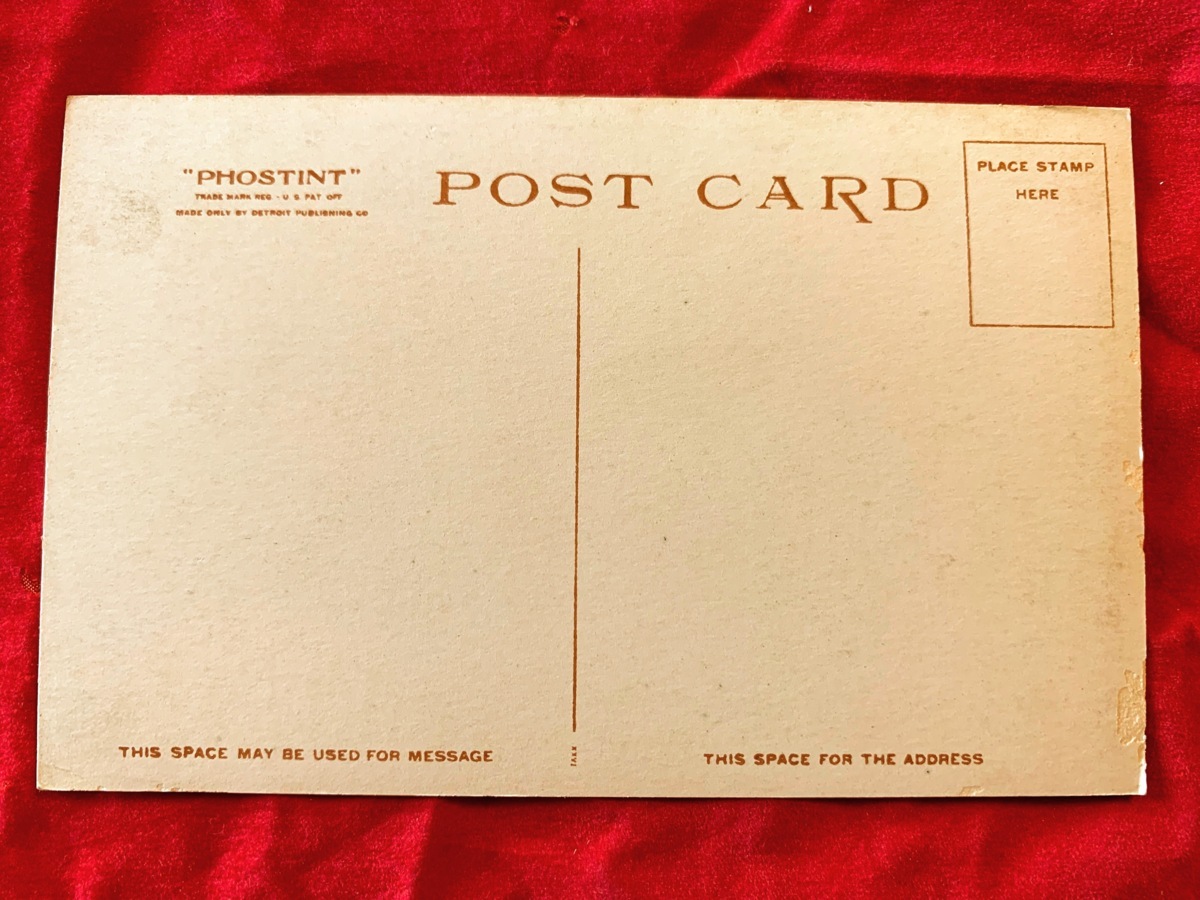 "PHOSTINT"
TRADE MARK REG - U S PAT OFF
MADE ONLY BY DETROIT PUBLISHING CO
POST CARD
PLACE STAMP
HERE
THIS SPACE MAY BE USED FOR MESSAGE
THIS SPACE FOR THE ADDRESS